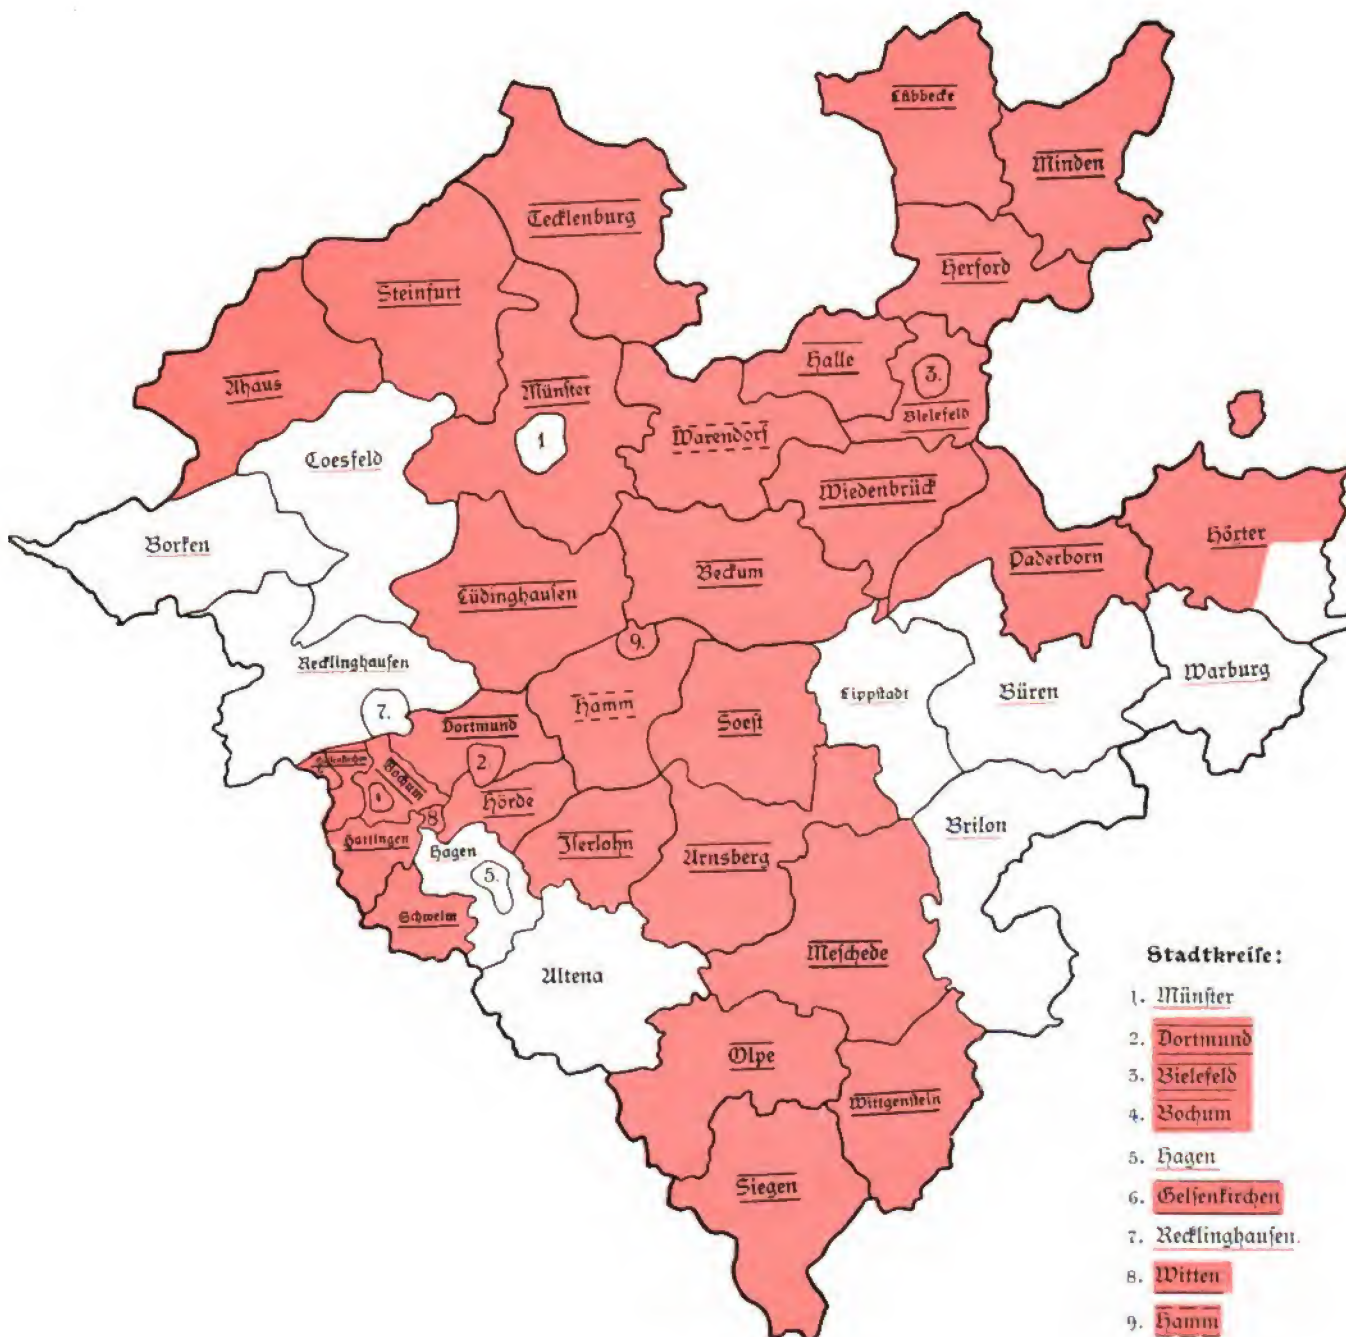 Lübbecke
Minden
Tecklenburg
Herford
Steinfurt
Halle
3.
Ahaus
Münster
Bielefeld
1
Warendorf
Coesfeld
Wiedenbrück
Borken
Höxter
Paderborn
Beckum
Lüdinghausen
9.
Recklinghausen
Warburg
Lippstadt
Büren
Hamm
7.
Dortmund
Soest
2
Gelsenkirchen
Bochum
4
Hörde
8
Hattingen
Hagen
Iserlohn
Arnsberg
Brilon
5.
Schwelm
Meschede
Altena
Olpe
Wittgenstein
Siegen
Stadtkreiſe:
1. Münſter
2. Dortmund
3. Bielefeld
4. Bochum
5. Hagen
6. Gelſenkirchen
7. Recklinghauſen.
8. Witten
9. Hamm